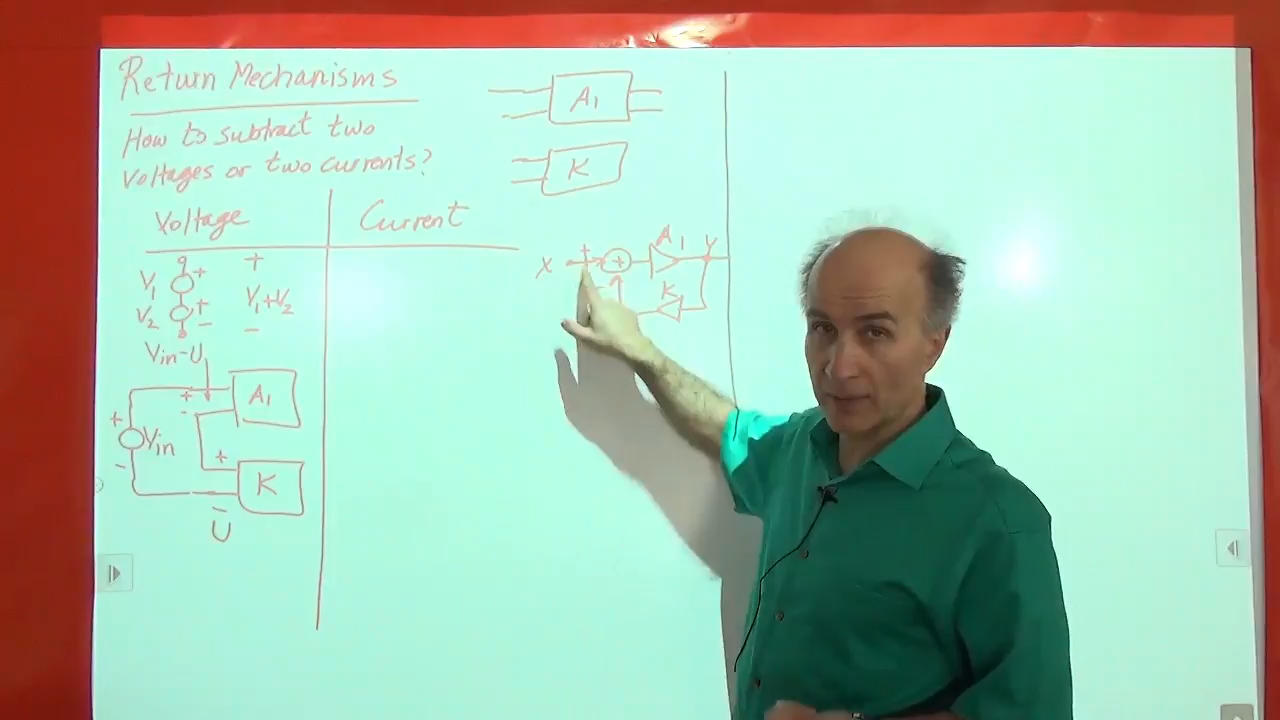 Return Mechanisms
How to subtract two
voltages or two currents?
Voltage
Current
V1 +
V2 + −
+
V1+V2
−
Vin−U
+ Vin −
+ −
A1
+
K
−
U
A1
K
X + + A1 Y
− K